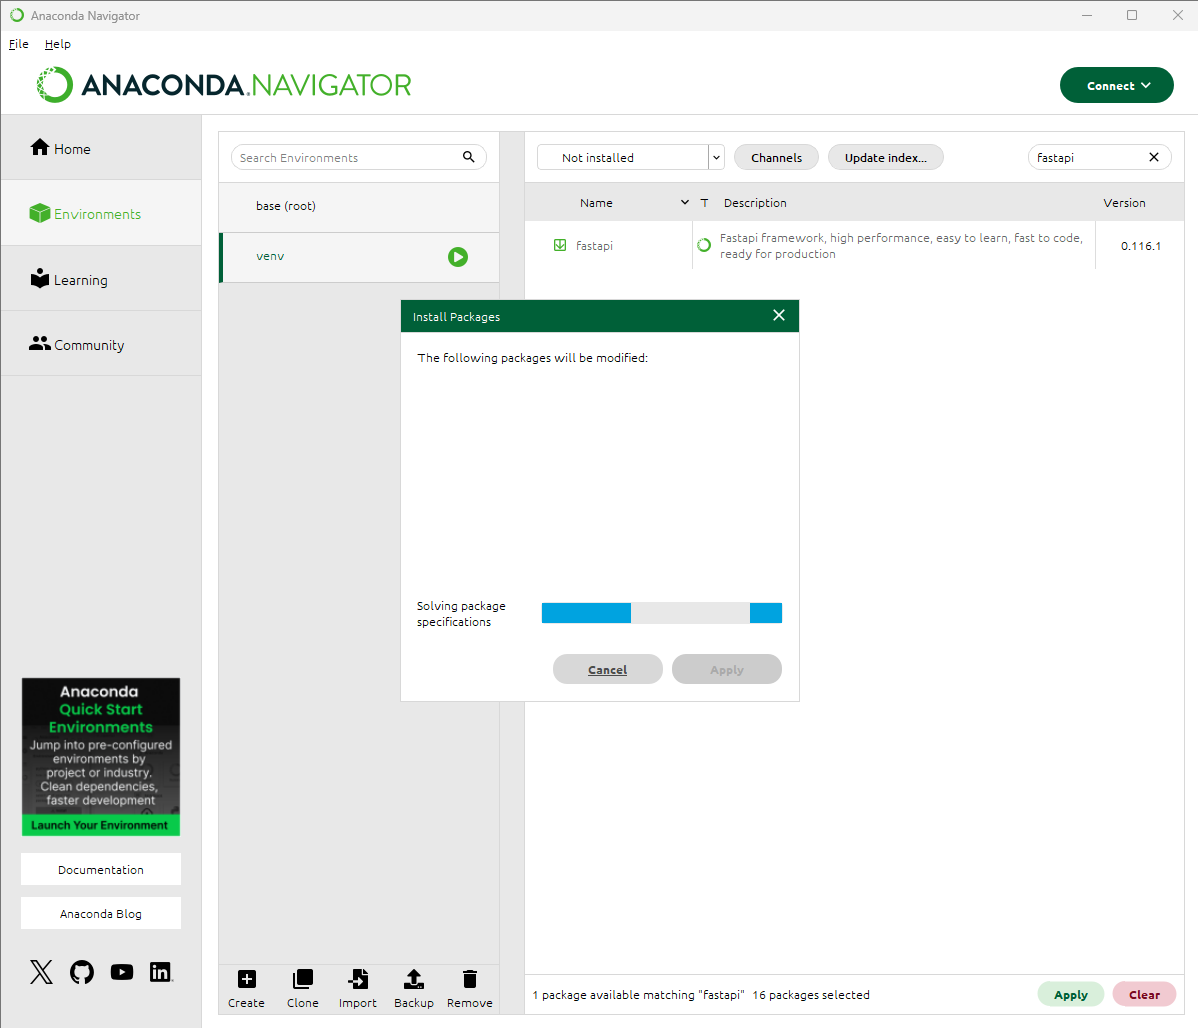 Anaconda Navigator
File Help
ANACONDA.NAVIGATOR
Connect
Home
Environments
Learning
Community
Anaconda
Quick Start
Environments
Jump into pre-configured
environments by
project or industry.
Clean dependencies,
faster development
Launch Your Environment
Documentation
Anaconda Blog
Search Environments
base (root)
venv
Create Clone Import Backup Remove
Not installed Channels Update index... fastapi
Name T Description Version
fastapi
Fastapi framework, high performance, easy to learn, fast to code,
ready for production
0.116.1
Install Packages
The following packages will be modified:
Solving package
specifications
Cancel Apply
1 package available matching "fastapi" 16 packages selected
Apply Clear